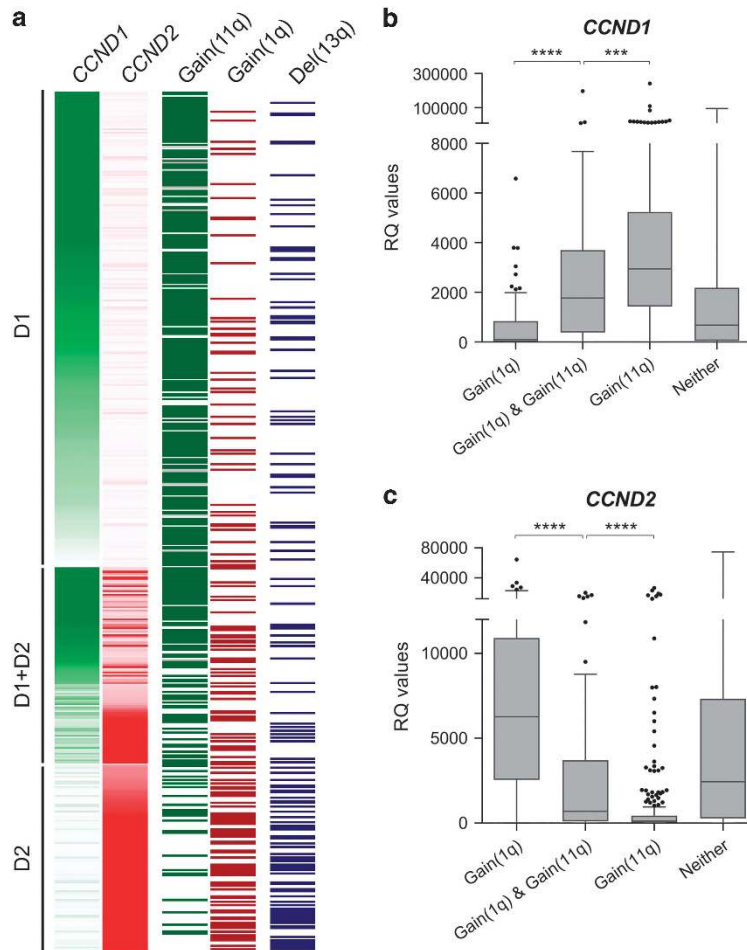 a
CCND1
CCND2
Gain(11q)
Gain(1q)
Del(13q)
D1
D1+D2
D2
b
CCND1
****
***
300000
100000
8000
6000
4000
2000
0
RQ values
Gain(1q)
Gain(1q) & Gain(11q)
Gain(11q)
Neither
c
CCND2
****
****
80000
40000
10000
5000
0
RQ values
Gain(1q)
Gain(1q) & Gain(11q)
Gain(11q)
Neither